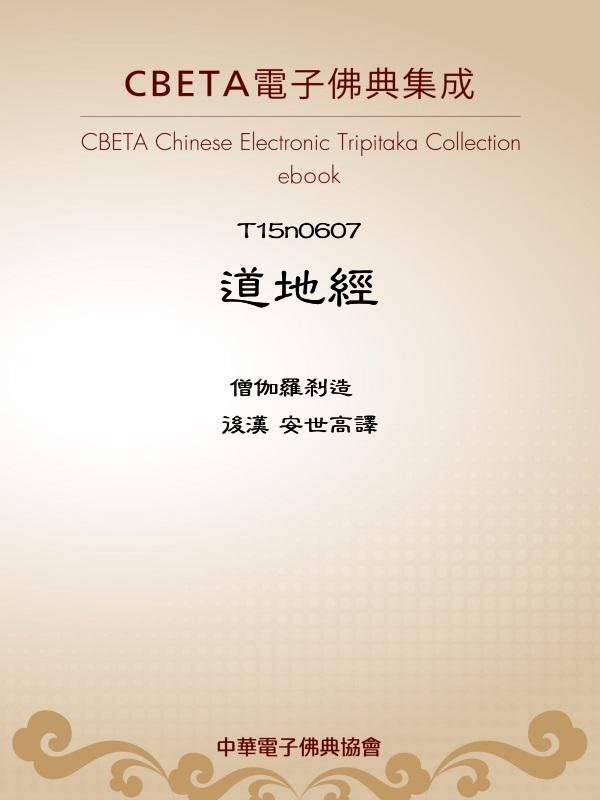 CBETA電子佛典集成
CBETA Chinese Electronic Tripitaka Collection
ebook
T15n0607
道地經
僧伽羅剎造
後漢 安世高譯
中華電子佛典協會